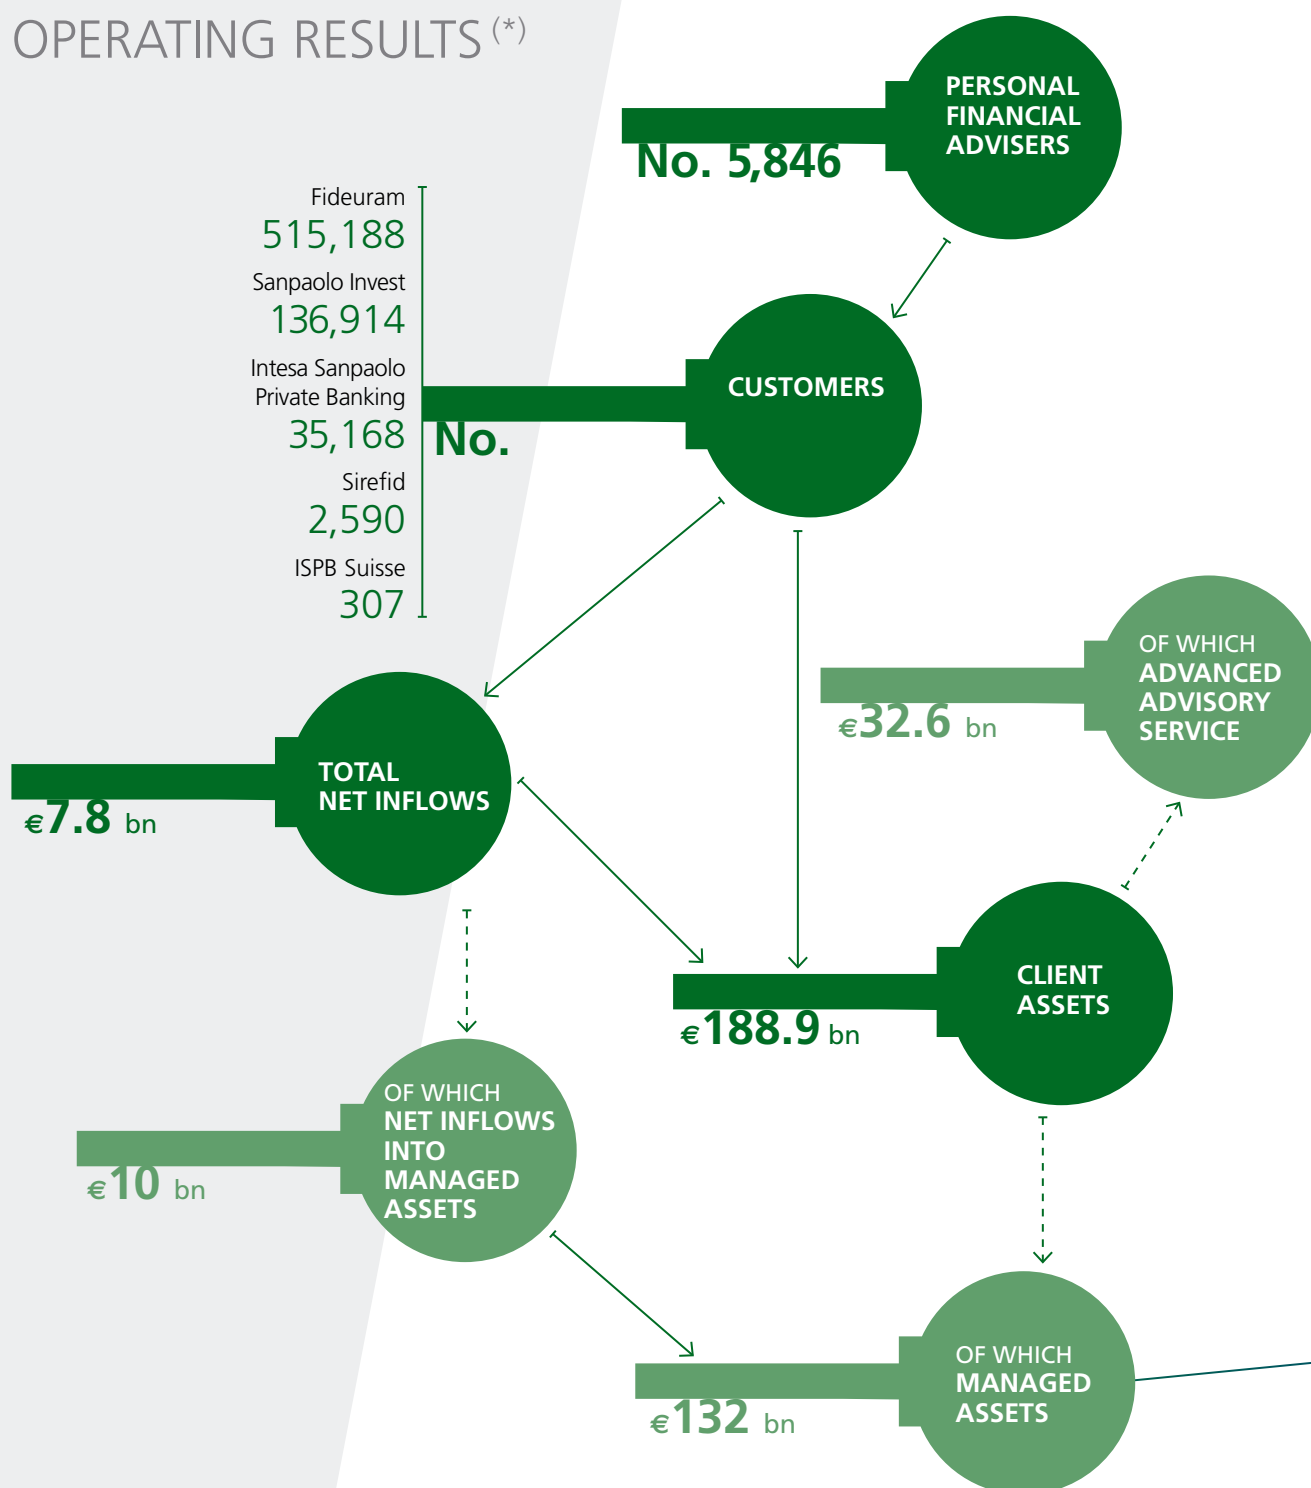 OPERATING RESULTS (*)
PERSONAL
FINANCIAL
ADVISERS
No. 5,846
Fideuram
515,188
Sanpaolo Invest
136,914
Intesa Sanpaolo
Private Banking
35,168
Sirefid
2,590
ISPB Suisse
307
No.
CUSTOMERS
OF WHICH
ADVANCED
ADVISORY
SERVICE
€32.6 bn
TOTAL
NET INFLOWS
€7.8 bn
CLIENT
ASSETS
€188.9 bn
OF WHICH
NET INFLOWS
INTO
MANAGED
ASSETS
€10 bn
OF WHICH
MANAGED
ASSETS
€132 bn